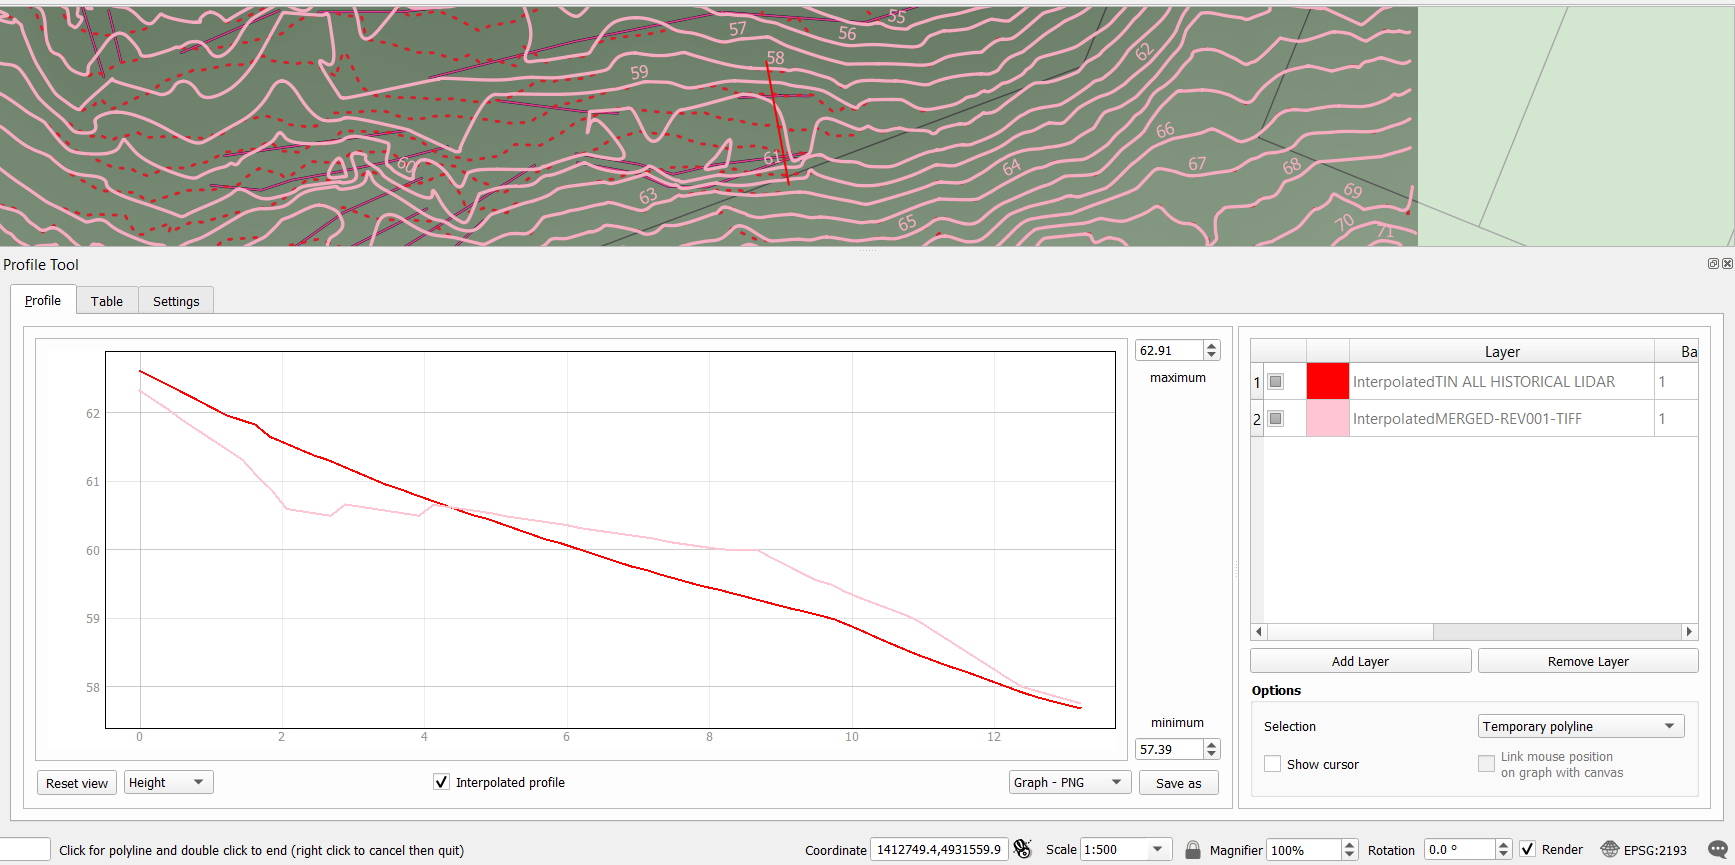 55
57
56
62
58
59
66
61
60
64
67
68
63
69
65
70
71
Profile Tool
Profile
Table
Settings
62.91
maximum
62
61
60
59
58
0 2 4 6 8 10 12
minimum
57.39
Layer Ba
1 InterpolatedTIN ALL HISTORICAL LIDAR 1
2 InterpolatedMERGED-REV001-TIFF 1
Add Layer
Remove Layer
Options
Selection
Temporary polyline
Show cursor
Link mouse position
on graph with canvas
Reset view
Height
Interpolated profile
Graph - PNG
Save as
Click for polyline and double click to end (right click to cancel then quit)
Coordinate 1412749.4,4931559.9
Scale 1:500
Magnifier 100%
Rotation 0.0 °
Render
EPSG:2193